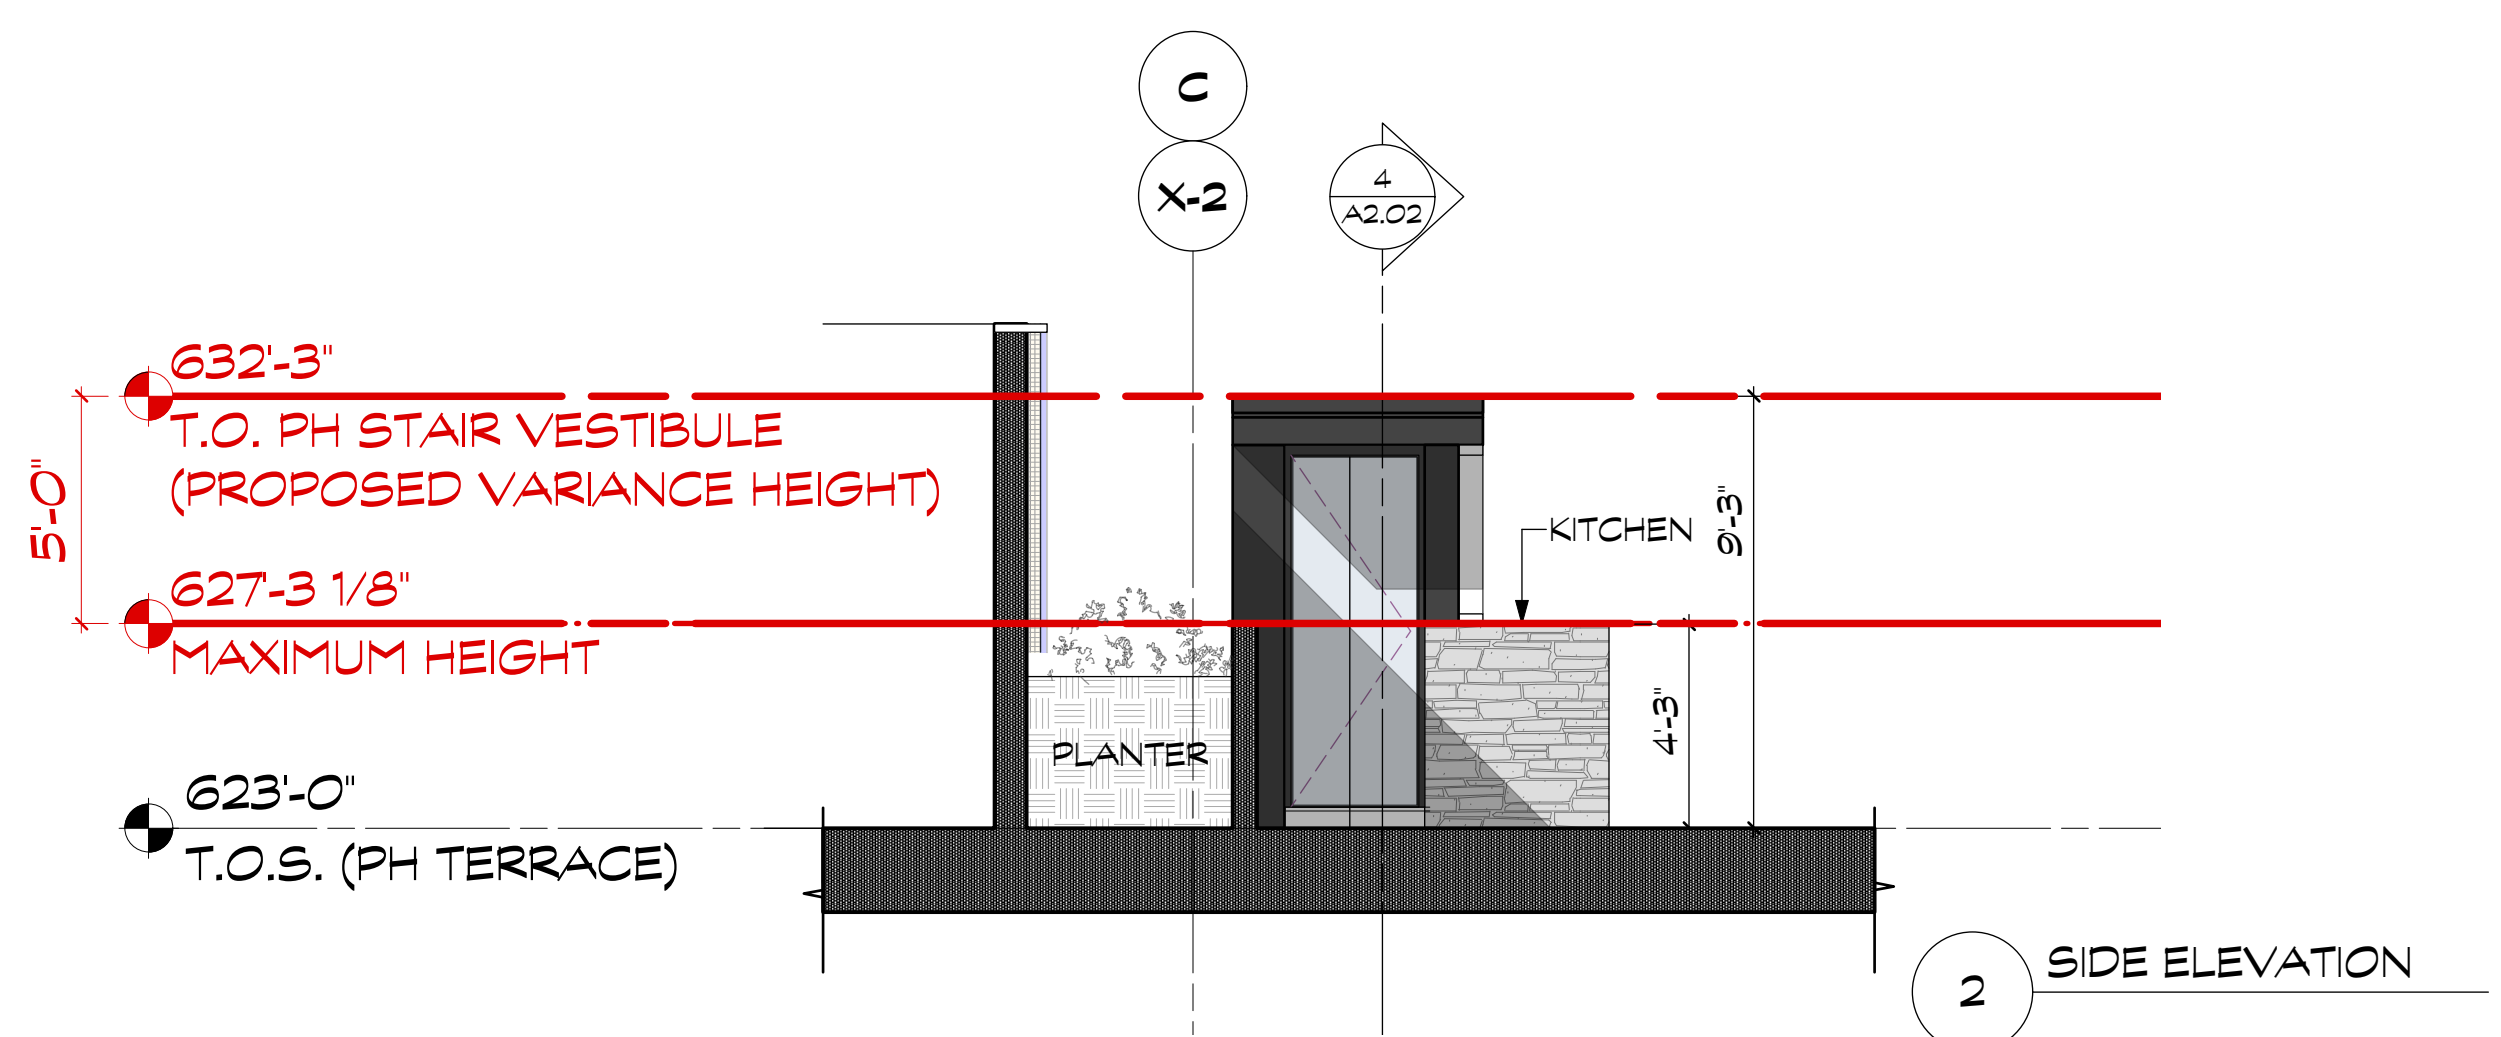 C
X-2
4
A2.02
632'-3"
T.O. PH STAIR VESTIBULE
(PROPOSED VARIANCE HEIGHT)
5'-0"
9'-3"
KITCHEN
627'-3 1/8"
MAXIMUM HEIGHT
4'-3"
PLANTER
623'-0"
T.O.S. (PH TERRACE)
2
SIDE ELEVATION